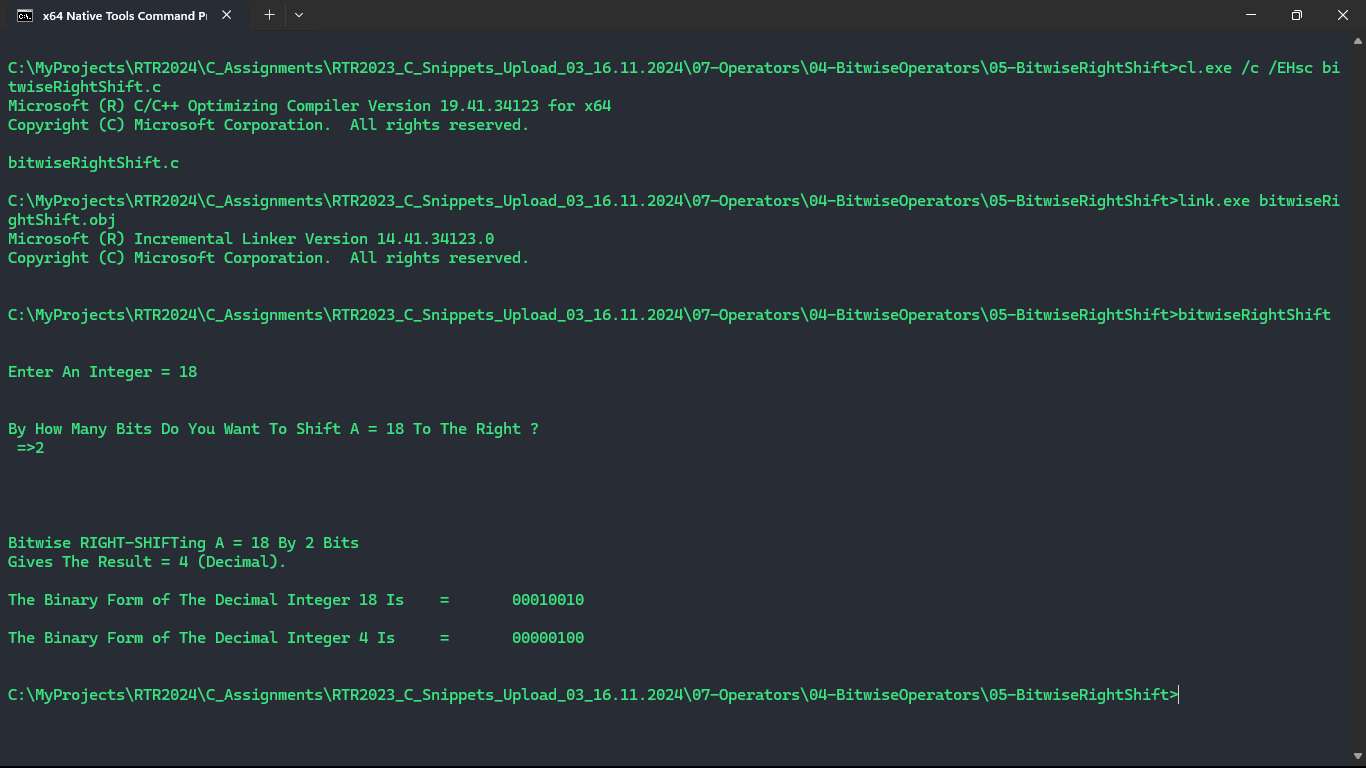 x64 Native Tools Command Pr
C:\MyProjects\RTR2024\C_Assignments\RTR2023_C_Snippets_Upload_03_16.11.2024\07-Operators\04-BitwiseOperators\05-BitwiseRightShift>cl.exe /c /EHsc bi
twiseRightShift.c
Microsoft (R) C/C++ Optimizing Compiler Version 19.41.34123 for x64
Copyright (C) Microsoft Corporation.  All rights reserved.
bitwiseRightShift.c
C:\MyProjects\RTR2024\C_Assignments\RTR2023_C_Snippets_Upload_03_16.11.2024\07-Operators\04-BitwiseOperators\05-BitwiseRightShift>link.exe bitwiseRi
ghtShift.obj
Microsoft (R) Incremental Linker Version 14.41.34123.0
Copyright (C) Microsoft Corporation.  All rights reserved.
C:\MyProjects\RTR2024\C_Assignments\RTR2023_C_Snippets_Upload_03_16.11.2024\07-Operators\04-BitwiseOperators\05-BitwiseRightShift>bitwiseRightShift
Enter An Integer = 18
By How Many Bits Do You Want To Shift A = 18 To The Right ?
=>2
Bitwise RIGHT-SHIFTing A = 18 By 2 Bits
Gives The Result = 4 (Decimal).
The Binary Form of The Decimal Integer 18 Is    =       00010010
The Binary Form of The Decimal Integer 4 Is     =       00000100
C:\MyProjects\RTR2024\C_Assignments\RTR2023_C_Snippets_Upload_03_16.11.2024\07-Operators\04-BitwiseOperators\05-BitwiseRightShift>